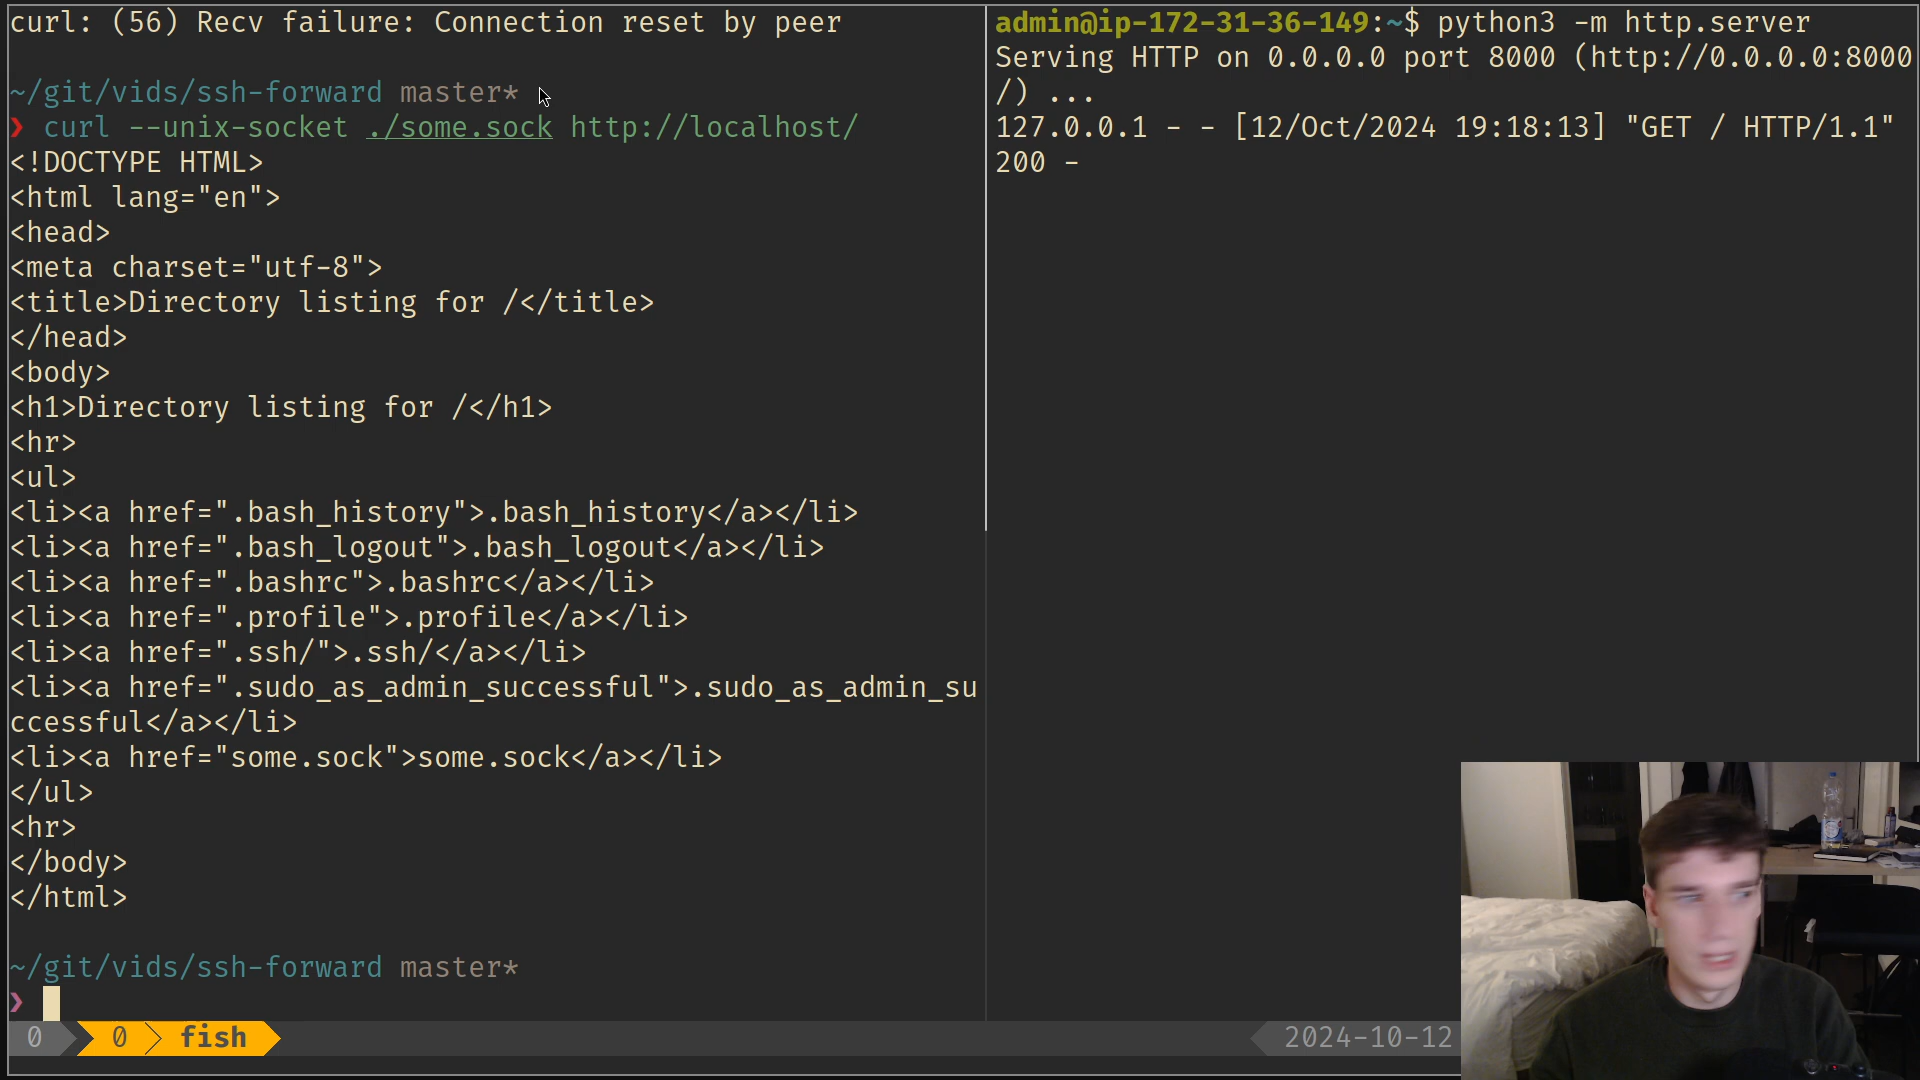 curl: (56) Recv failure: Connection reset by peer
~/git/vids/ssh-forward master*
❯ curl --unix-socket ./some.sock http://localhost/
<!DOCTYPE HTML>
<html lang="en">
<head>
<meta charset="utf-8">
<title>Directory listing for /</title>
</head>
<body>
<h1>Directory listing for /</h1>
<hr>
<ul>
<li><a href=".bash_history">.bash_history</a></li>
<li><a href=".bash_logout">.bash_logout</a></li>
<li><a href=".bashrc">.bashrc</a></li>
<li><a href=".profile">.profile</a></li>
<li><a href=".ssh/">.ssh/</a></li>
<li><a href=".sudo_as_admin_successful">.sudo_as_admin_su
ccessful</a></li>
<li><a href="some.sock">some.sock</a></li>
</ul>
<hr>
</body>
</html>
~/git/vids/ssh-forward master*
❯
admin@ip-172-31-36-149:~$ python3 -m http.server
Serving HTTP on 0.0.0.0 port 8000 (http://0.0.0.0:8000
/) ...
127.0.0.1 - - [12/Oct/2024 19:18:13] "GET / HTTP/1.1"
200 -
0 0 fish 2024-10-12